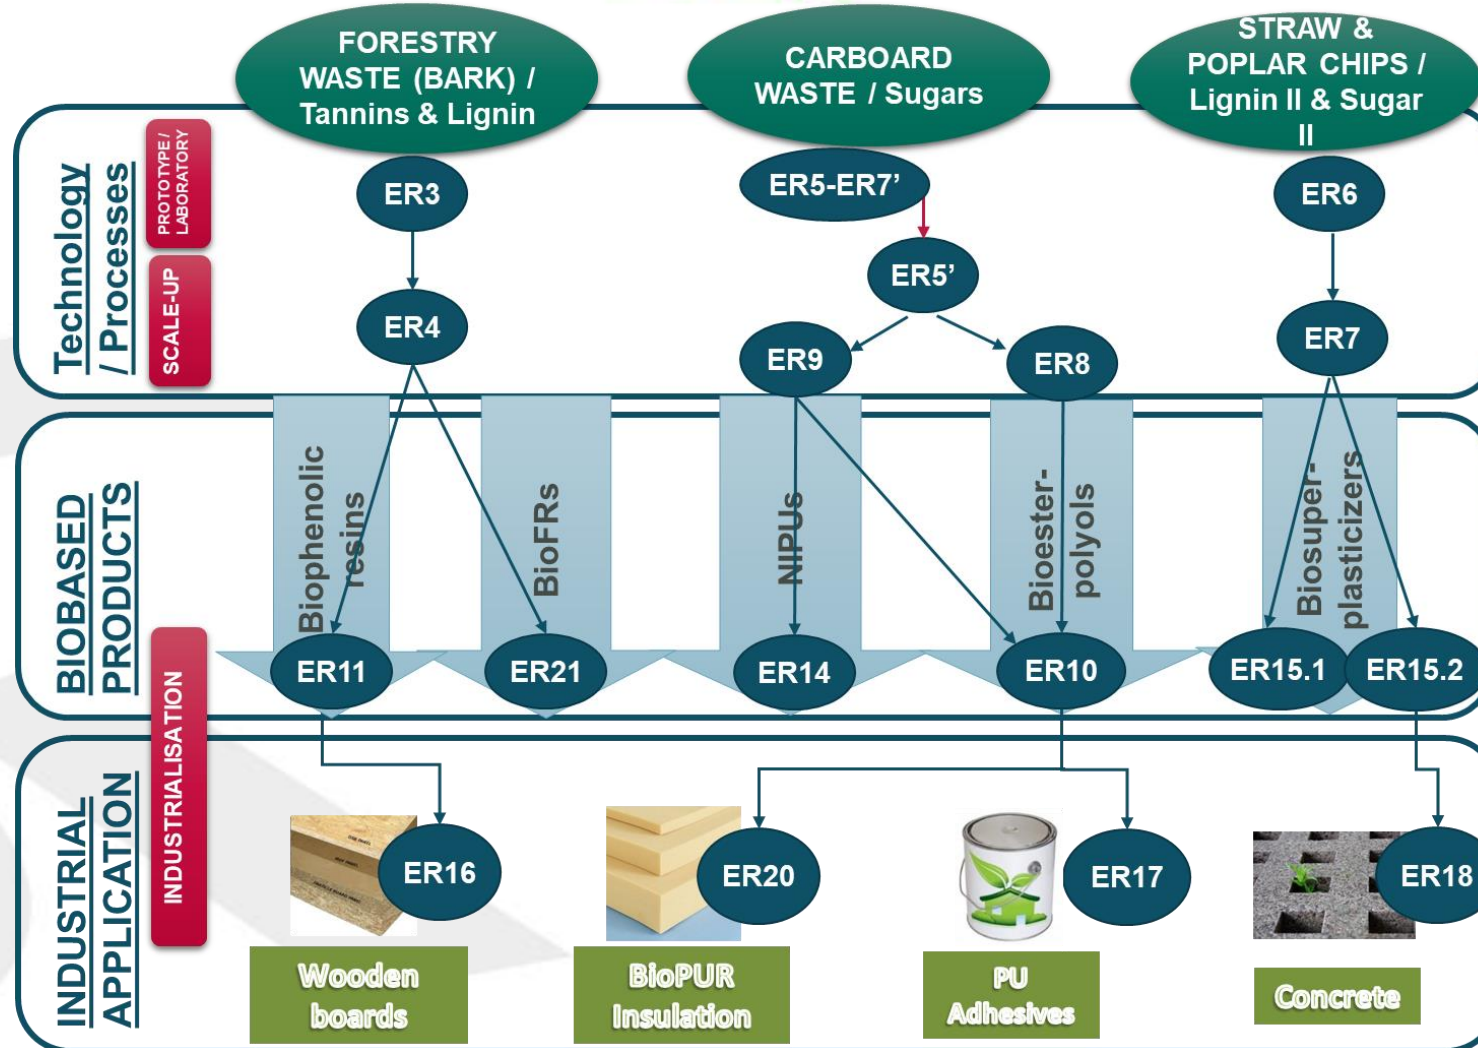 FORESTRY
WASTE (BARK) /
Tannins & Lignin
CARBOARD
WASTE / Sugars
STRAW &
POPLAR CHIPS /
Lignin II & Sugar
II
Technology
/ Processes
PROTOTYPE /
LABORATORY
SCALE-UP
ER3
ER5-ER7’
ER6
ER5’
ER4
ER9
ER8
ER7
BIOBASED
PRODUCTS
Biophenolic
resins
BioFRs
NIPUs
Bioester-
polyols
Biosuper-
plasticizers
ER11
ER21
ER14
ER10
ER15.1
ER15.2
INDUSTRIALISATION
INDUSTRIAL
APPLICATION
ER16
ER20
ER17
ER18
Wooden
boards
BioPUR
Insulation
PU
Adhesives
Concrete